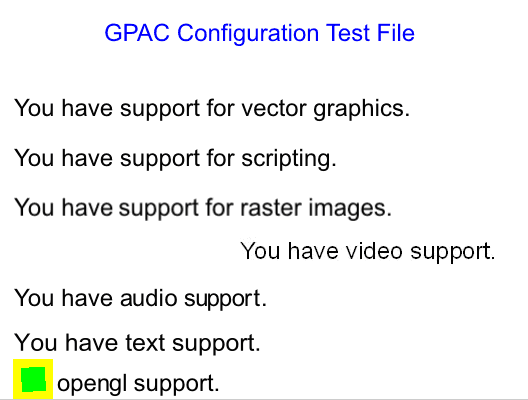 GPAC Configuration Test File
You have support for vector graphics.
You have support for scripting.
You have support for raster images.
You have video support.
You have audio support.
You have text support.
opengl support.